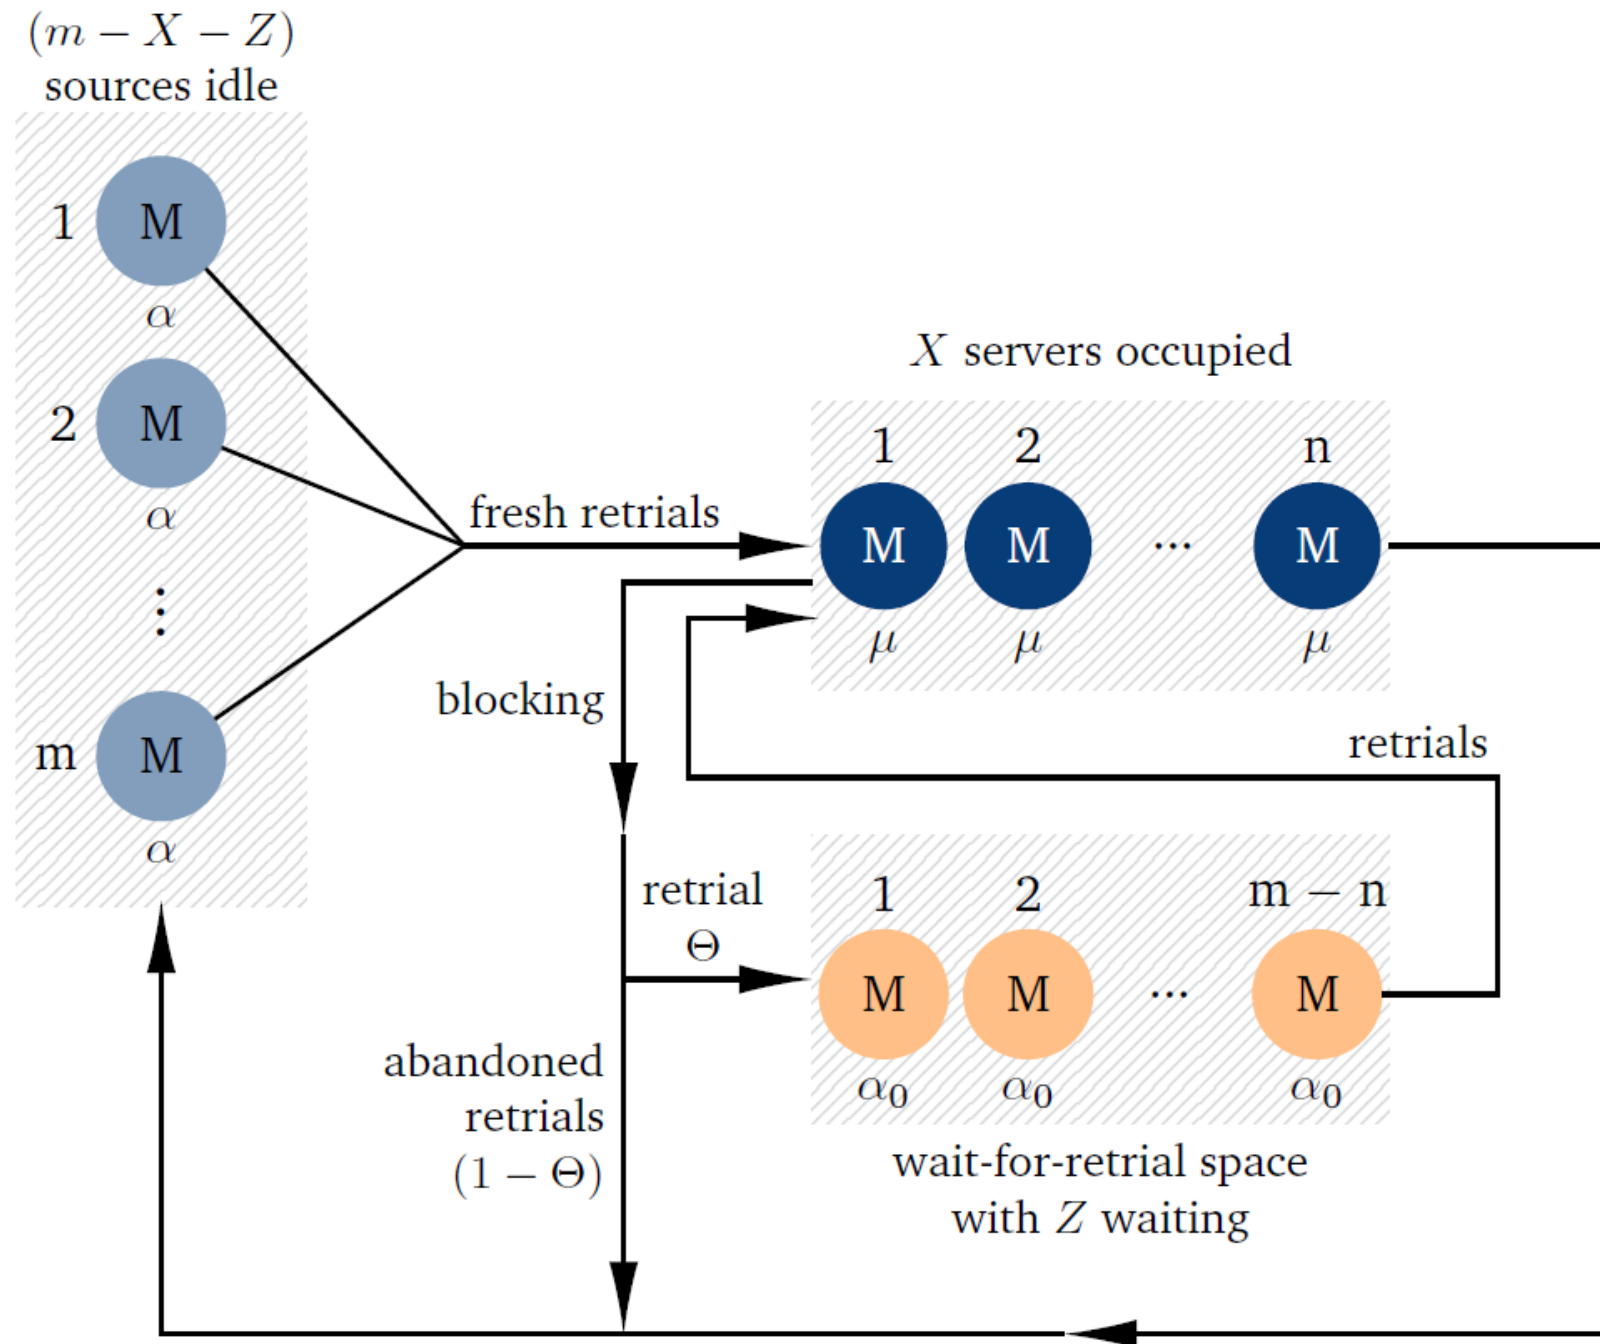 (m − X − Z)
sources idle
1
M
α
2
M
α
⋮
m
M
α
fresh retrials
X servers occupied
1 2 n
M M ... M
μ μ μ
blocking
retrials
retrial
Θ
1 2 m − n
M M ... M
α₀ α₀ α₀
abandoned
retrials
(1 − Θ)
wait-for-retrial space
with Z waiting